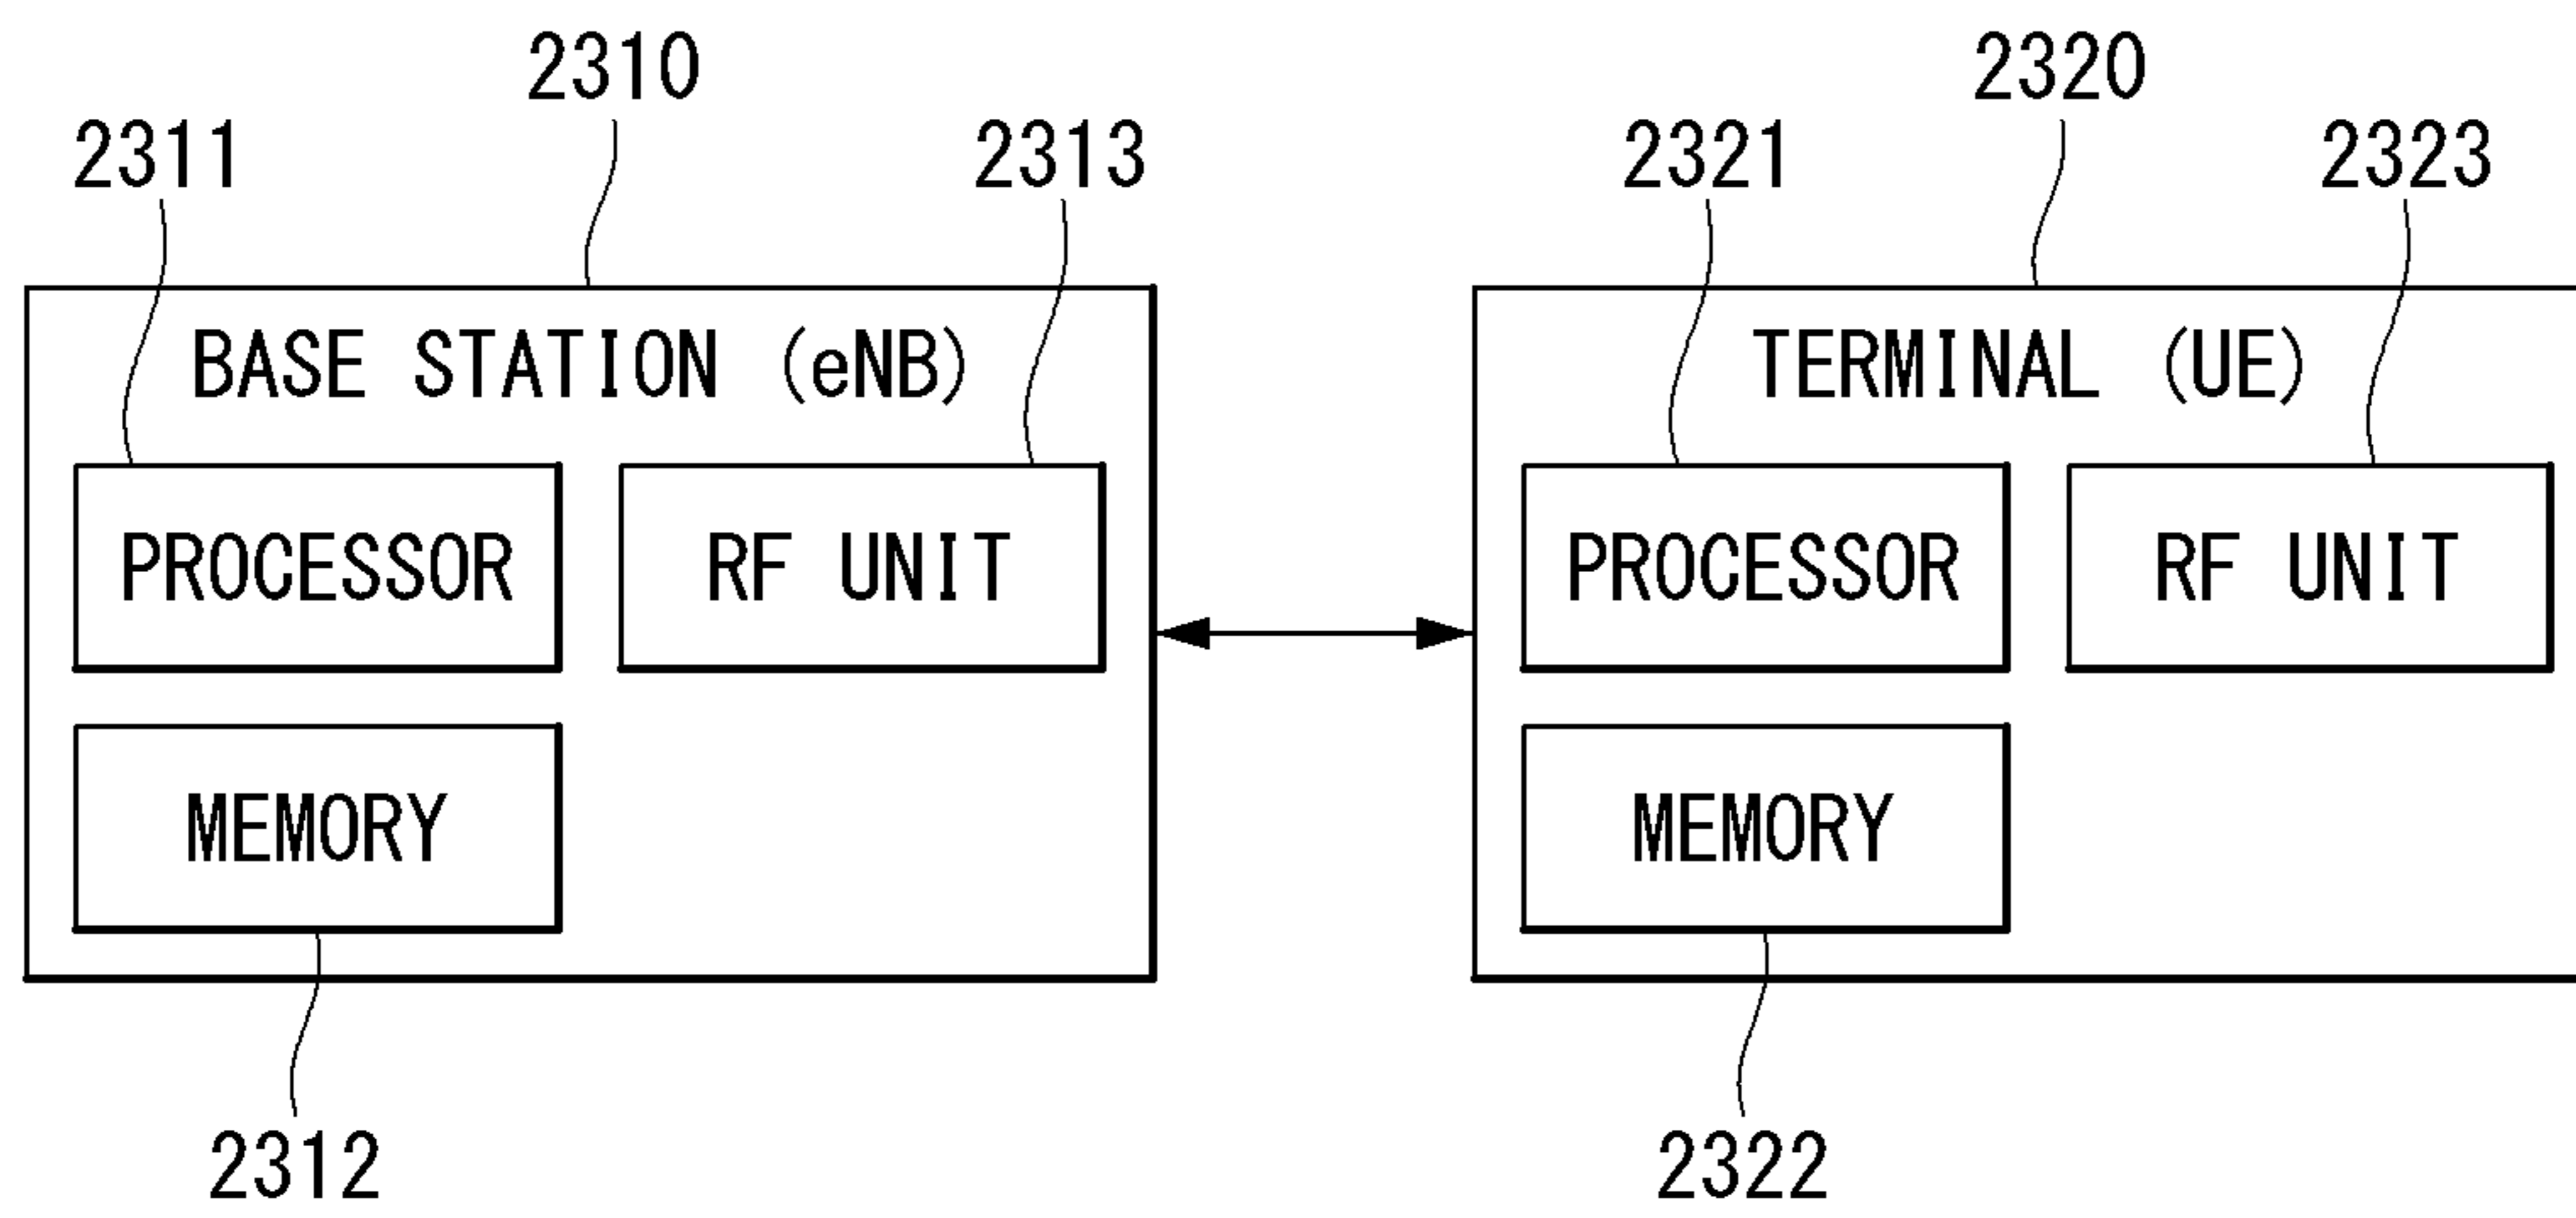 2310
2320
2311
2313
2321
2323
BASE STATION (eNB)
TERMINAL (UE)
PROCESSOR
RF UNIT
PROCESSOR
RF UNIT
MEMORY
MEMORY
2312
2322